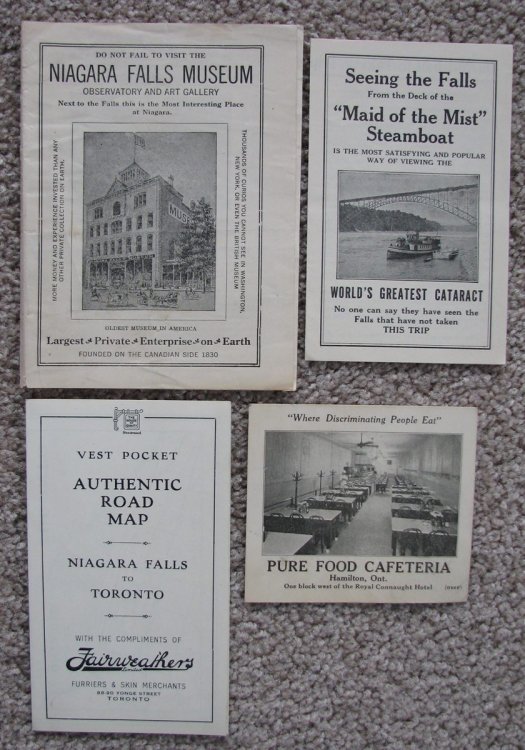 DO NOT FAIL TO VISIT THE
NIAGARA FALLS MUSEUM
OBSERVATORY AND ART GALLERY
Next to the Falls this is the Most Interesting Place
at Niagara.
MORE MONEY AND EXPERIENCE INVESTED THAN ANY
OTHER PRIVATE COLLECTION ON EARTH.
THOUSANDS OF CURIOS YOU CANNOT SEE IN WASHINGTON,
NEW YORK, OR EVEN THE BRITISH MUSEUM
OLDEST MUSEUM IN AMERICA
Largest • Private • Enterprise • on • Earth
FOUNDED ON THE CANADIAN SIDE 1830
Seeing the Falls
From the Deck of the
"Maid of the Mist"
Steamboat
IS THE MOST SATISFYING AND POPULAR
WAY OF VIEWING THE
WORLD'S GREATEST CATARACT
No one can say they have seen the
Falls that have not taken
THIS TRIP
VEST POCKET
AUTHENTIC
ROAD
MAP
NIAGARA FALLS
TO
TORONTO
WITH THE COMPLIMENTS OF
Fairweathers
Limited
FURRIERS & SKIN MERCHANTS
88-90 YONGE STREET
TORONTO
"Where Discriminating People Eat"
PURE FOOD CAFETERIA
Hamilton, Ont.
One block west of the Royal Connaught Hotel (OVER)